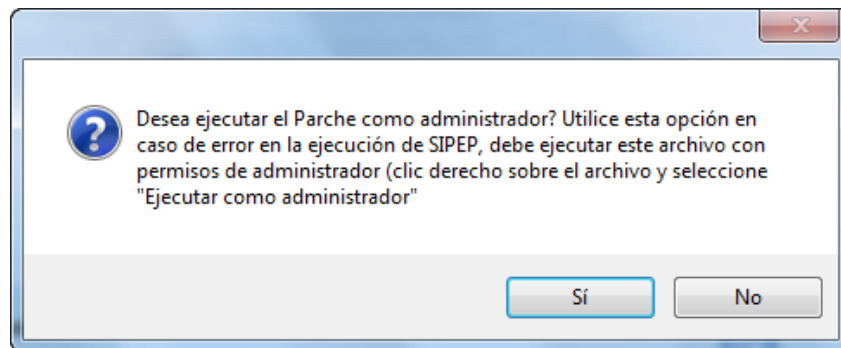 Desea ejecutar el Parche como administrador? Utilice esta opción en
caso de error en la ejecución de SIPEP, debe ejecutar este archivo con
permisos de administrador (clic derecho sobre el archivo y seleccione
"Ejecutar como administrador"
Sí
No